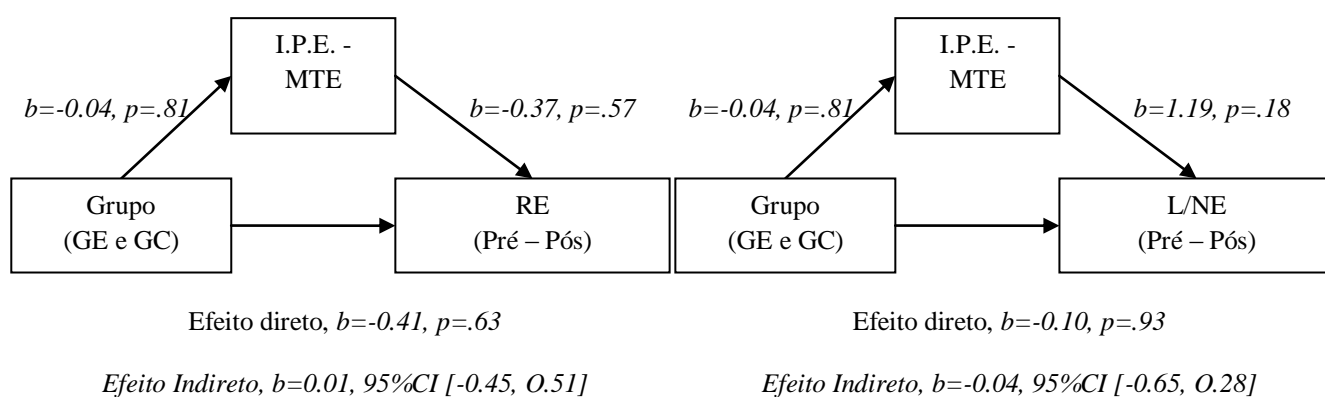 I.P.E. -
MTE
b=-0.04, p=.81
b=-0.37, p=.57
Grupo
(GE e GC)
RE
(Pré – Pós)
Efeito direto, b=-0.41, p=.63
Efeito Indireto, b=0.01, 95%CI [-0.45, O.51]
I.P.E. -
MTE
b=-0.04, p=.81
b=1.19, p=.18
Grupo
(GE e GC)
L/NE
(Pré – Pós)
Efeito direto, b=-0.10, p=.93
Efeito Indireto, b=-0.04, 95%CI [-0.65, O.28]